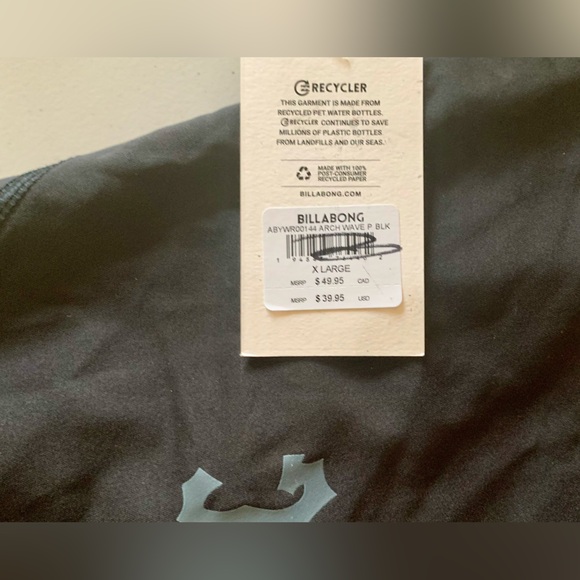 RECYCLER
THIS GARMENT IS MADE FROM
RECYCLED PET WATER BOTTLES.
RECYCLER CONTINUES TO SAVE
MILLIONS OF PLASTIC BOTTLES
FROM LANDFILLS AND OUR SEAS.
MADE WITH 100%
POST-CONSUMER
RECYCLED PAPER
BILLABONG.COM
BILLABONG
ABYWR00144 ARCH WAVE P BLK
X LARGE
MSRP $ 49.95 CAD
MSRP $ 39.95 USD